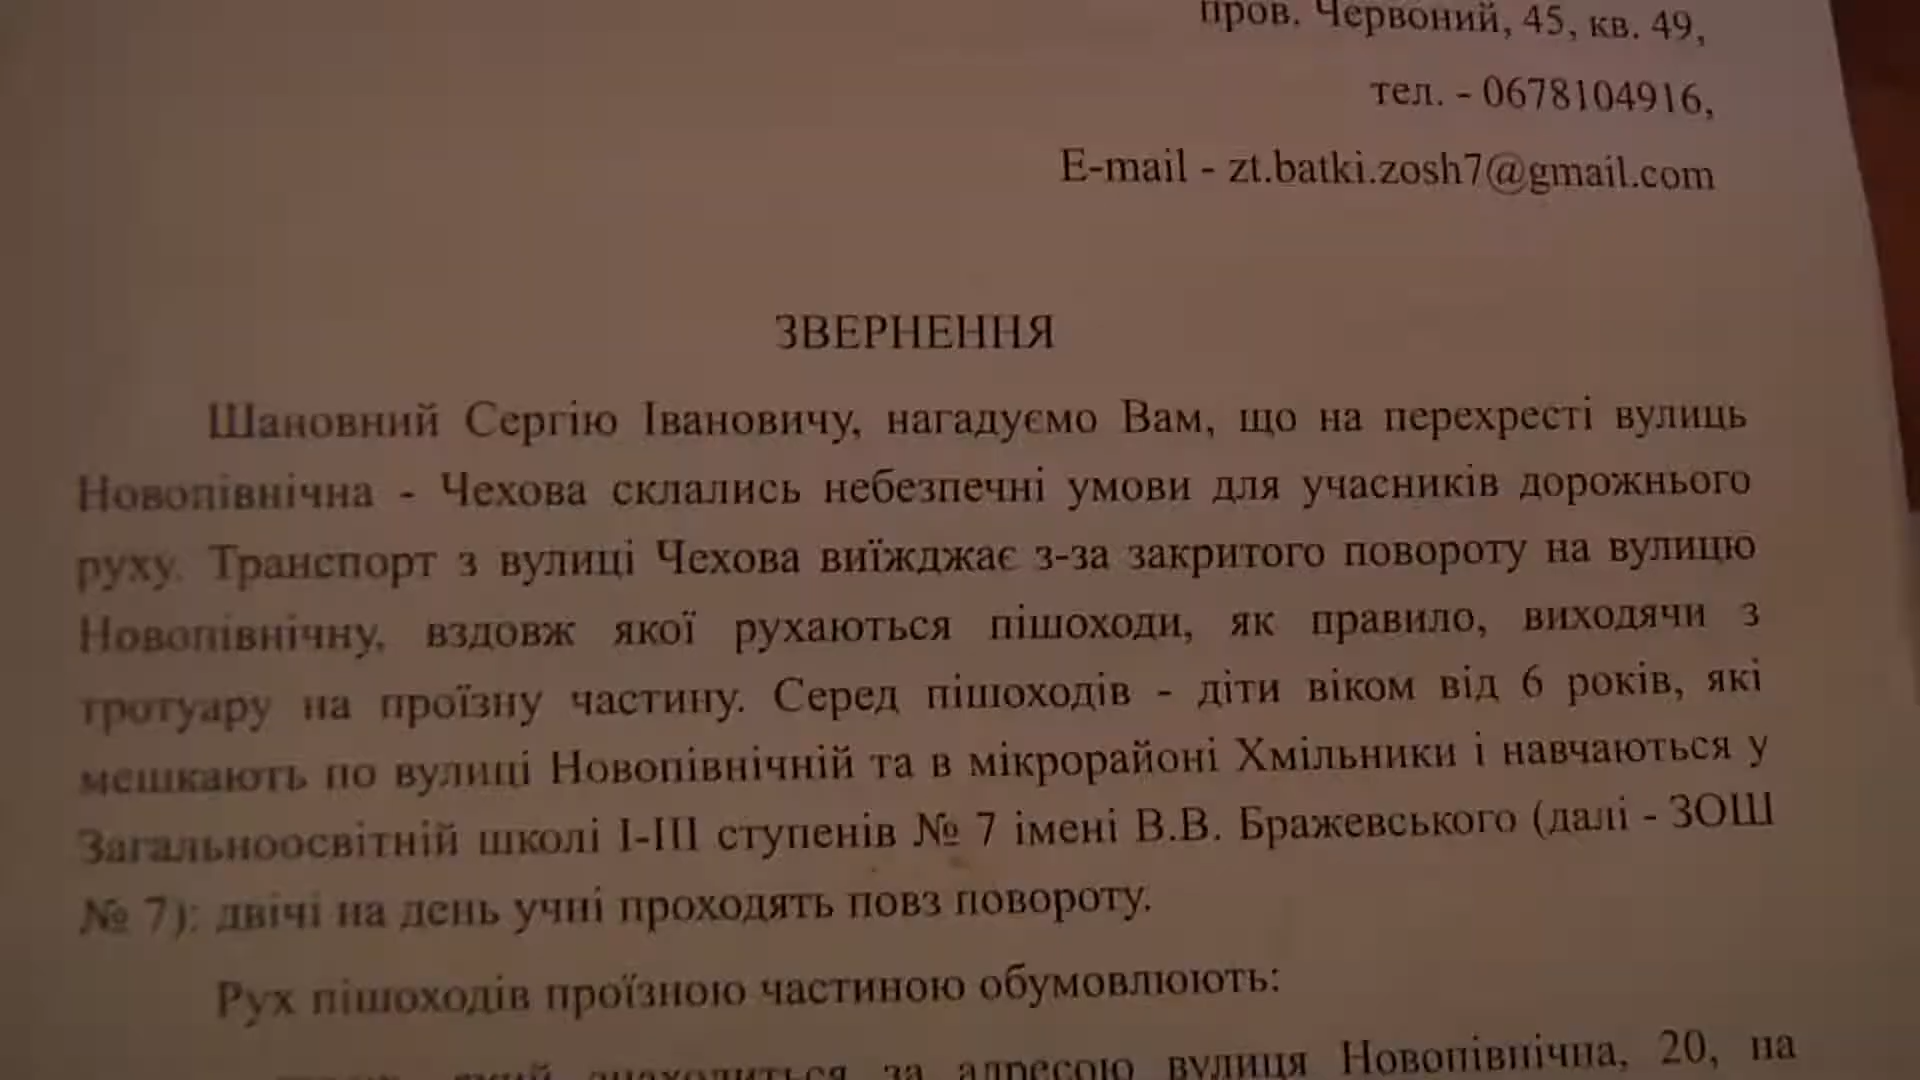 пров. Червоний, 45, кв. 49,
тел. - 0678104916,
E-mail - zt.batki.zosh7@gmail.com
ЗВЕРНЕННЯ
Шановний Сергію Івановичу, нагадуємо Вам, що на перехресті вулиць
Новопівнічна - Чехова склались небезпечні умови для учасників дорожнього
руху. Транспорт з вулиці Чехова виїжджає з-за закритого повороту на вулицю
Новопівнічну, вздовж якої рухаються пішоходи, як правило, виходячи з
тротуару на проїзну частину. Серед пішоходів - діти віком від 6 років, які
мешкають по вулиці Новопівнічній та в мікрорайоні Хмільники і навчаються у
Загальноосвітній школі І-ІІІ ступенів № 7 імені В.В. Бражевського (далі - ЗОШ
№ 7): двічі на день учні проходять повз повороту.
Рух пішоходів проїзною частиною обумовлюють:
який знаходиться за адресою вулиця Новопівнічна, 20, на